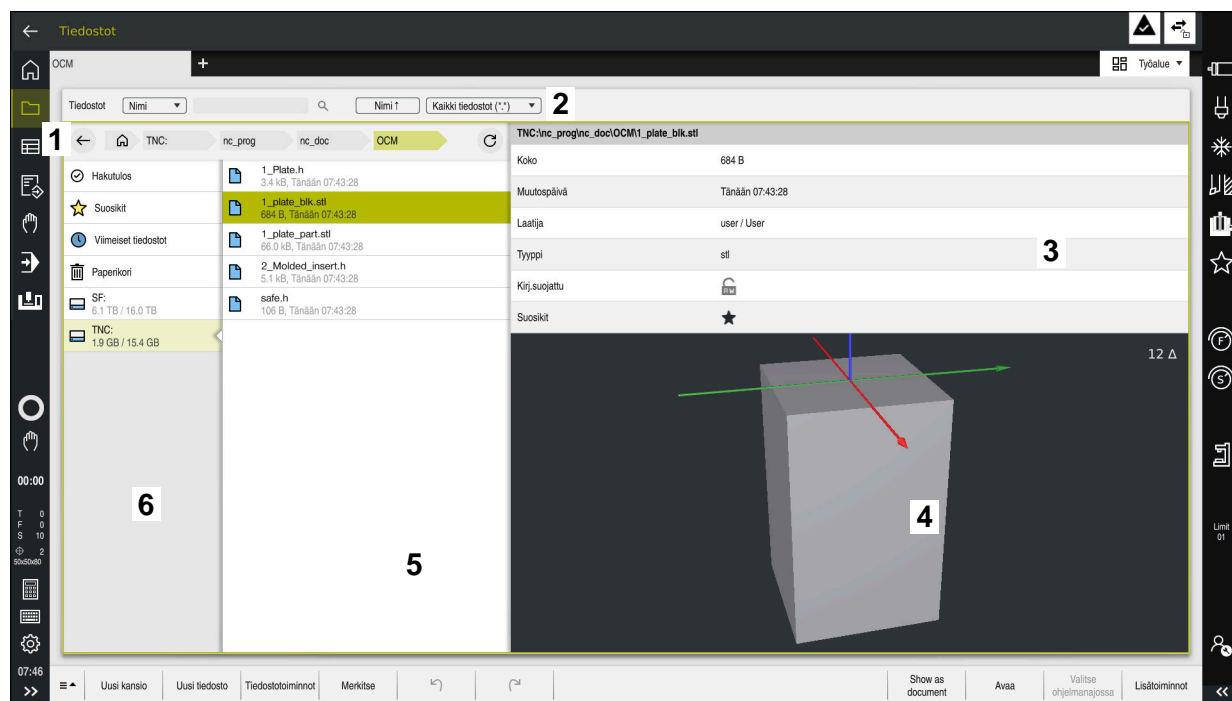 Tiedostot
OCM
+
Työalue
Tiedostot
Nimi
Nimi↑
Kaikki tiedostot (*.*)
2
1
TNC:
nc_prog
nc_doc
OCM
TNC:\nc_prog\nc_doc\OCM\1_plate_blk.stl
Hakutulos
Suosikit
Viimeiset tiedostot
Paperikori
SF:
6.1 TB / 16.0 TB
TNC:
1.9 GB / 15.4 GB
6
1_Plate.h
3.4 kB, Tänään 07:43:28
1_plate_blk.stl
684 B, Tänään 07:43:28
1_plate_part.stl
66.0 kB, Tänään 07:43:28
2_Molded_insert.h
5.1 kB, Tänään 07:43:28
safe.h
106 B, Tänään 07:43:28
5
Koko 684 B
Muutospäivä Tänään 07:43:28
Laatija user / User
Tyyppi stl
3
Kirj.suojattu RW
Suosikit
12 Δ
4
00:00
T 0
F 0
S 10
2
50x50x80
07:46
F
S
Limit
01
Uusi kansio
Uusi tiedosto
Tiedostotoiminnot
Merkitse
Show as
document
Avaa
Valitse
ohjelmanajossa
Lisätoiminnot